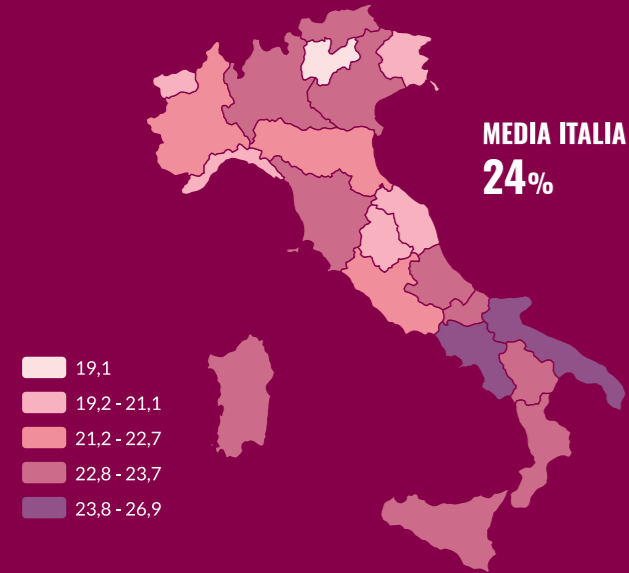 MEDIA ITALIA
24%
19,1
19,2 - 21,1
21,2 - 22,7
22,8 - 23,7
23,8 - 26,9